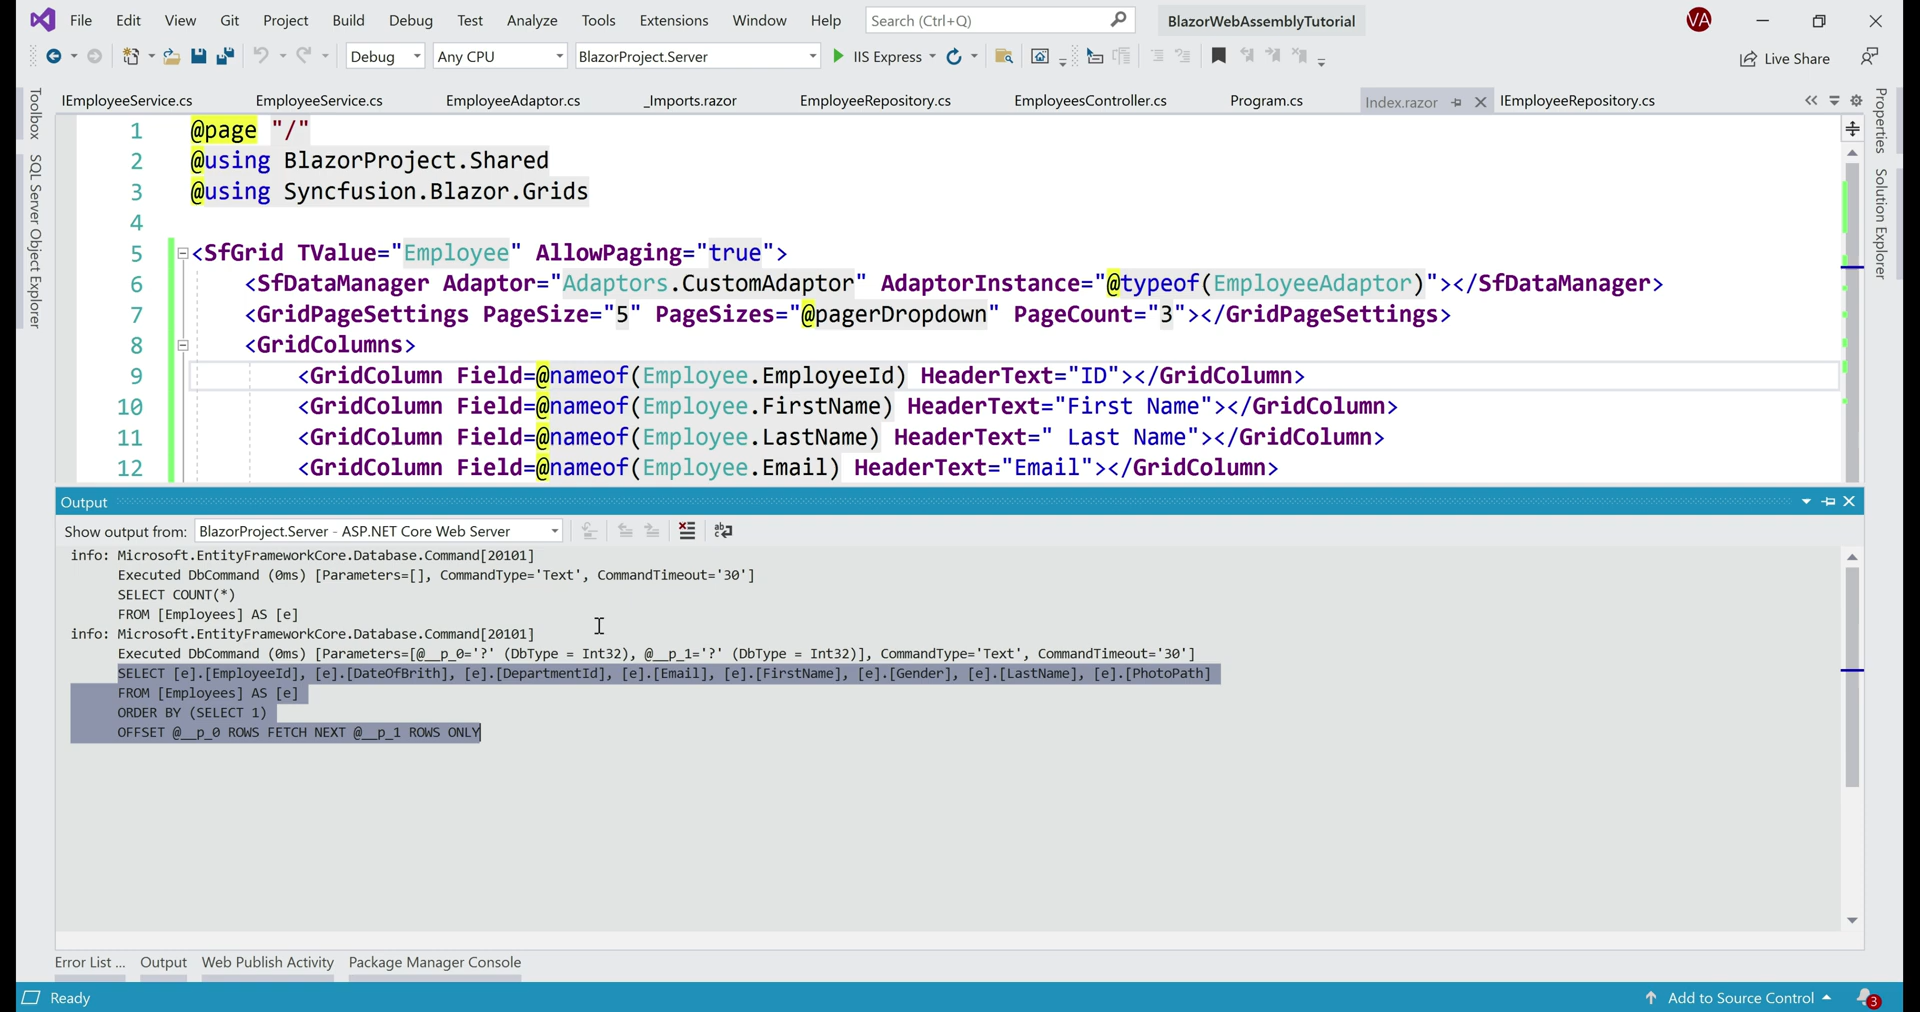 File Edit View Git Project Build Debug Test Analyze Tools Extensions Window Help Search (Ctrl+Q) BlazorWebAssemblyTutorial VA
Debug Any CPU BlazorProject.Server IIS Express Live Share
IEmployeeService.cs EmployeeService.cs EmployeeAdaptor.cs _Imports.razor EmployeeRepository.cs EmployeesController.cs Program.cs Index.razor IEmployeeRepository.cs
Toolbox
SQL Server Object Explorer
Properties
Solution Explorer
1 @page "/"
2 @using BlazorProject.Shared
3 @using Syncfusion.Blazor.Grids
4
5 <SfGrid TValue="Employee" AllowPaging="true">
6 <SfDataManager Adaptor="Adaptors.CustomAdaptor" AdaptorInstance="@typeof(EmployeeAdaptor)"></SfDataManager>
7 <GridPageSettings PageSize="5" PageSizes="@pagerDropdown" PageCount="3"></GridPageSettings>
8 <GridColumns>
9 <GridColumn Field=@nameof(Employee.EmployeeId) HeaderText="ID"></GridColumn>
10 <GridColumn Field=@nameof(Employee.FirstName) HeaderText="First Name"></GridColumn>
11 <GridColumn Field=@nameof(Employee.LastName) HeaderText=" Last Name"></GridColumn>
12 <GridColumn Field=@nameof(Employee.Email) HeaderText="Email"></GridColumn>
Output
Show output from: BlazorProject.Server - ASP.NET Core Web Server
info: Microsoft.EntityFrameworkCore.Database.Command[20101]
Executed DbCommand (0ms) [Parameters=[], CommandType='Text', CommandTimeout='30']
SELECT COUNT(*)
FROM [Employees] AS [e]
info: Microsoft.EntityFrameworkCore.Database.Command[20101]
Executed DbCommand (0ms) [Parameters=[@__p_0='?' (DbType = Int32), @__p_1='?' (DbType = Int32)], CommandType='Text', CommandTimeout='30']
SELECT [e].[EmployeeId], [e].[DateOfBrith], [e].[DepartmentId], [e].[Email], [e].[FirstName], [e].[Gender], [e].[LastName], [e].[PhotoPath]
FROM [Employees] AS [e]
ORDER BY (SELECT 1)
OFFSET @__p_0 ROWS FETCH NEXT @__p_1 ROWS ONLY
Error List ... Output Web Publish Activity Package Manager Console
Ready Add to Source Control 3